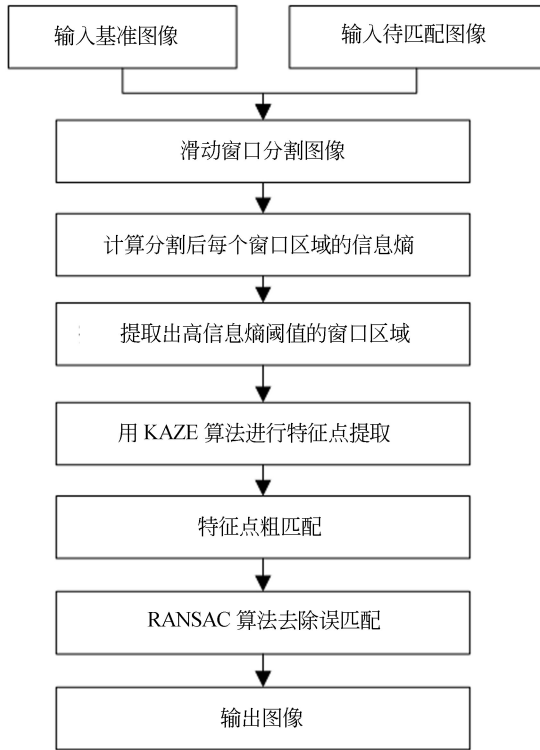 输入基准图像
输入待匹配图像
滑动窗口分割图像
计算分割后每个窗口区域的信息熵
提取出高信息熵阈值的窗口区域
用 KAZE 算法进行特征点提取
特征点粗匹配
RANSAC 算法去除误匹配
输出图像